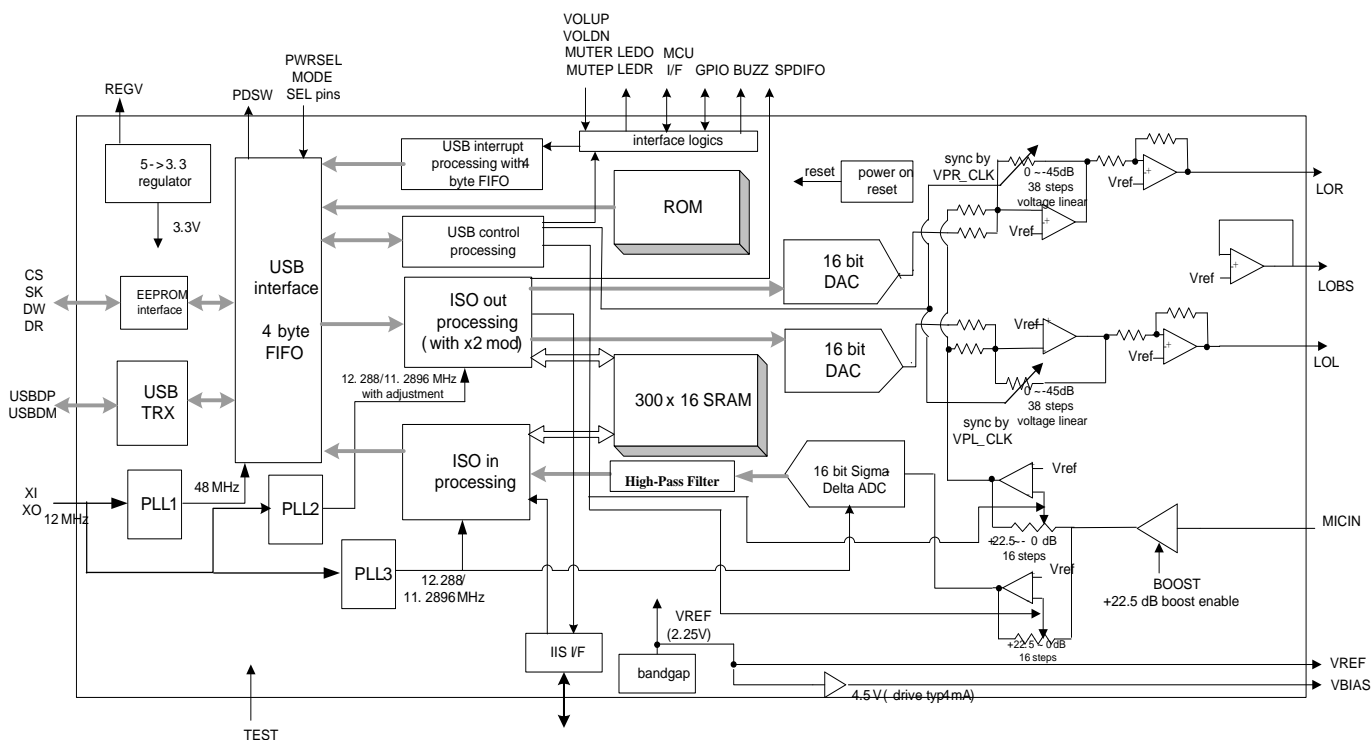 VOLUP
VOLDN
MUTER
MUTEP
LEDO
LEDR
MCU
I/F
GPIO
BUZZ
SPDIFO
PWRSEL
MODE
SEL pins
REGV
PDSW
5->3.3
regulator
3.3V
USB interrupt
processing with 4
byte FIFO
interface logics
ROM
reset
power on
reset
sync by
VPR_CLK
0 ~-45dB
38 steps
voltage linear
Vref
Vref
LOR
USB control
processing
USB
interface
4 byte
FIFO
CS
SK
DW
DR
EEPROM
interface
16 bit
DAC
Vref
LOBS
ISO out
processing
( with x2 mod)
16 bit
DAC
Vref
Vref
LOL
0 ~-45dB
38 steps
voltage linear
sync by
VPL_CLK
USBDP
USBDM
USB
TRX
12. 288/11. 2896 MHz
with adjustment
300 x 16 SRAM
ISO in
processing
High-Pass Filter
16 bit Sigma-
Delta ADC
Vref
+22.5~- 0 dB
16 steps
MICIN
BOOST
+22.5 dB boost enable
XI
XO
12 MHz
PLL1
48 MHz
PLL2
PLL3
12.288/
11. 2896MHz
Vref
+22.5 ~ 0dB
16 steps
VREF
(2.25V)
IIS I/F
bandgap
VREF
VBIAS
4.5 V ( drive typ4mA)
TEST